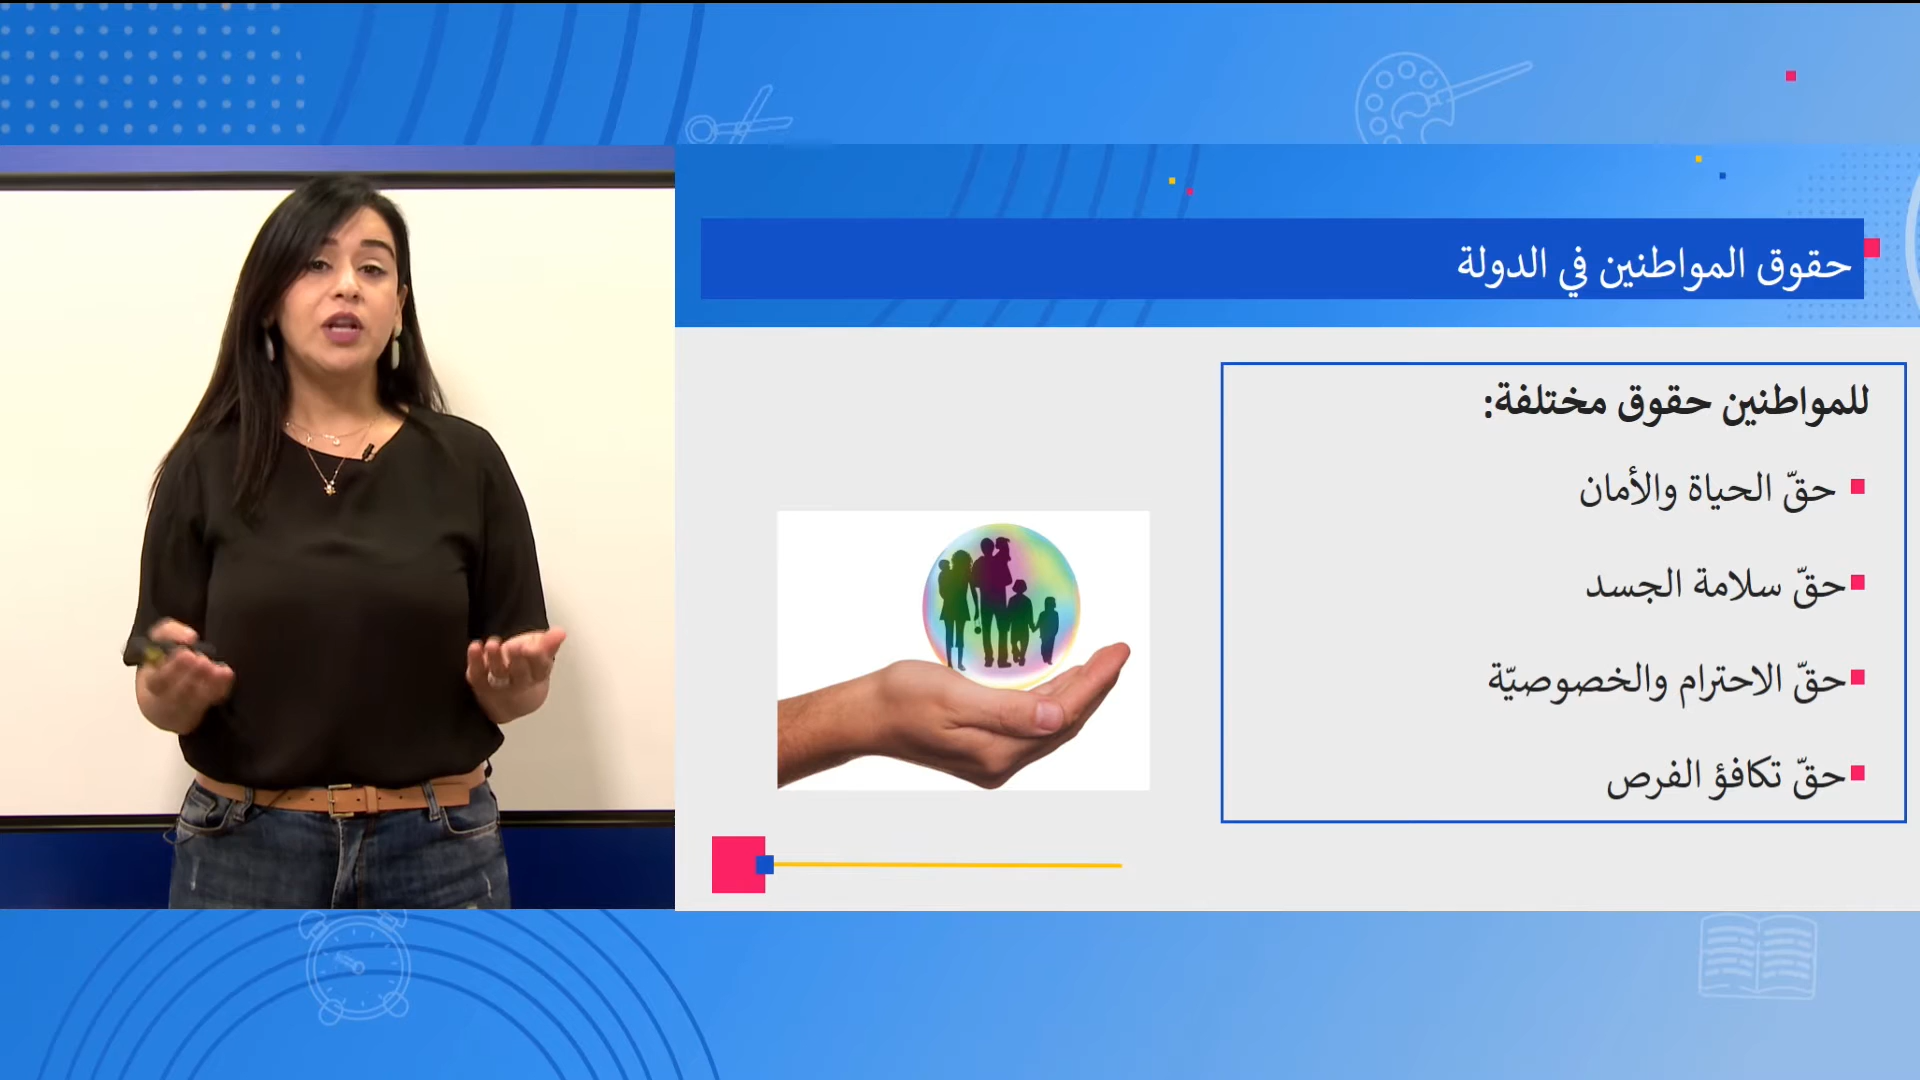 حقوق المواطنين في الدولة
للمواطنين حقوق مختلفة:
حقّ الحياة والأمان
حقّ سلامة الجسد
حقّ الاحترام والخصوصيّة
حقّ تكافؤ الفرص